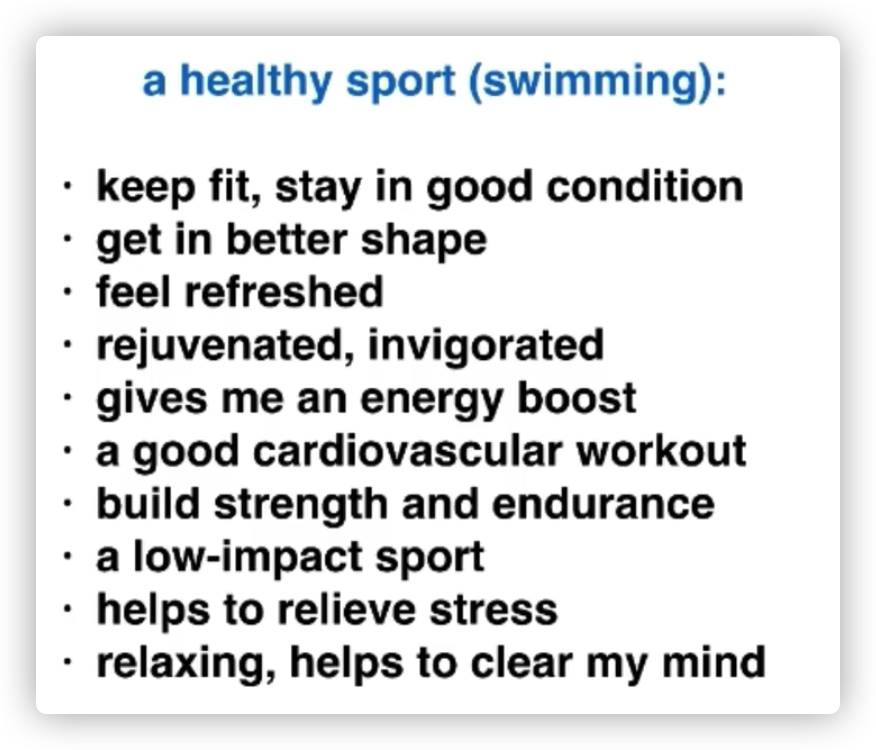 a healthy sport (swimming):
· keep fit, stay in good condition
· get in better shape
· feel refreshed
· rejuvenated, invigorated
· gives me an energy boost
· a good cardiovascular workout
· build strength and endurance
· a low-impact sport
· helps to relieve stress
· relaxing, helps to clear my mind